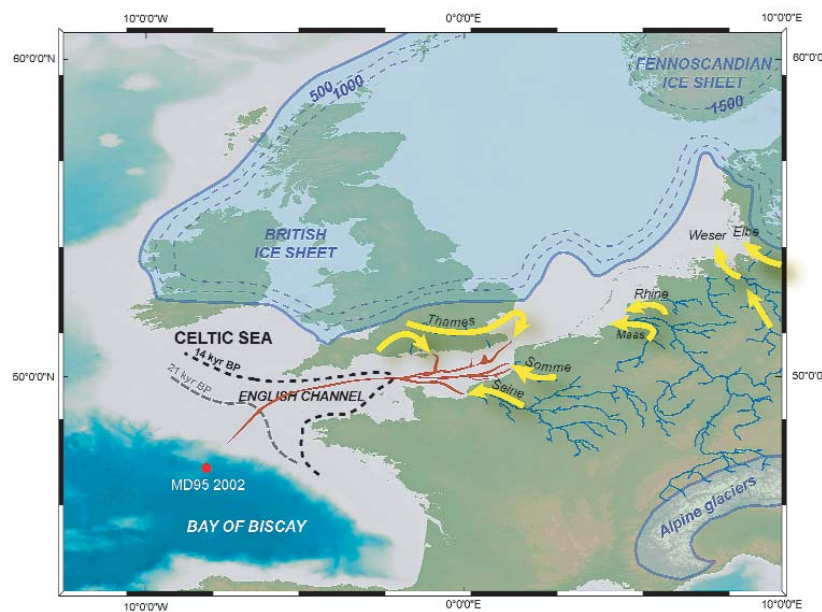 10°0'0"W
0°0'0"E
10°0'0"E
60°0'0"N
60°0'0"N
FENNOSCANDIAN
ICE SHEET
500
1000
1500
BRITISH
ICE SHEET
Weser
Elbe
Rhine
Maas
Thames
CELTIC SEA
14 kyr BP
21 kyr BP
Somme
50°0'0"N
50°0'0"N
ENGLISH CHANNEL
Seine
MD95 2002
BAY OF BISCAY
Alpine glaciers
10°0'0"W
0°0'0"E
10°0'0"E